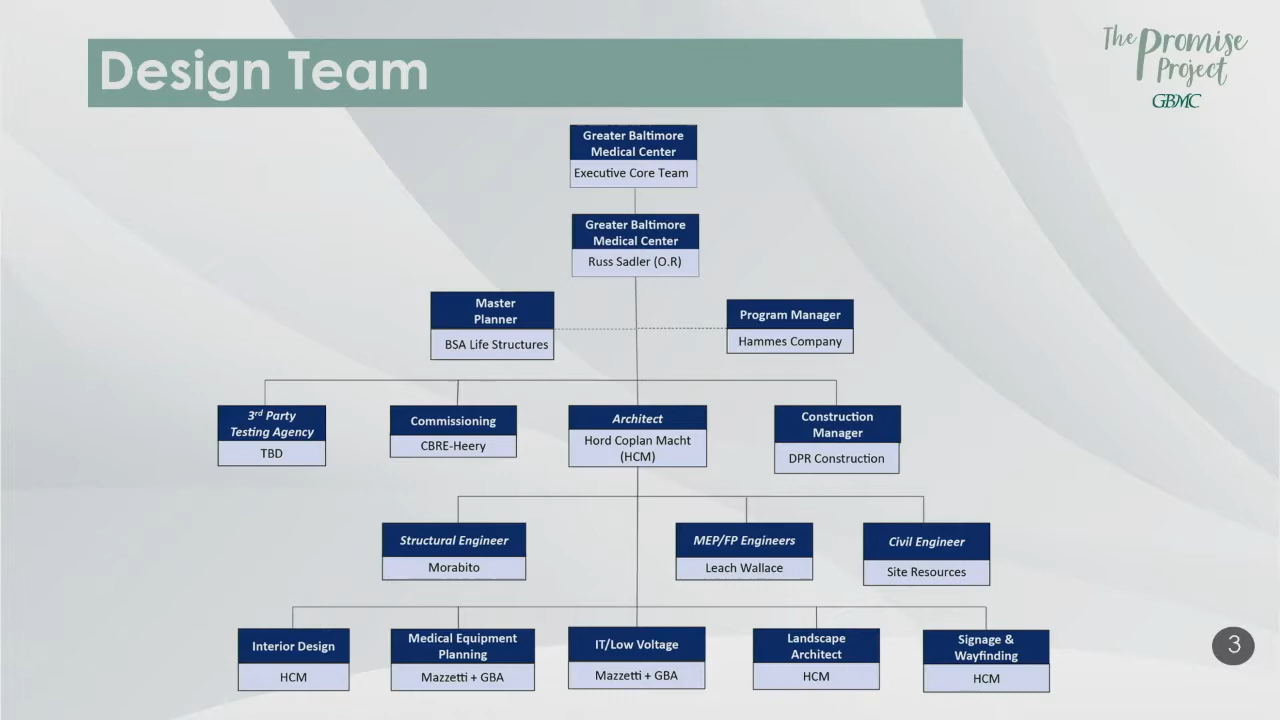 Design Team
The Promise
Project
GBMC
Greater Baltimore
Medical Center
Executive Core Team
Greater Baltimore
Medical Center
Russ Sadler (O.R)
Master
Planner
BSA Life Structures
Program Manager
Hammes Company
3rd Party
Testing Agency
TBD
Commissioning
CBRE-Heery
Architect
Hord Coplan Macht
(HCM)
Construction
Manager
DPR Construction
Structural Engineer
Morabito
MEP/FP Engineers
Leach Wallace
Civil Engineer
Site Resources
Interior Design
HCM
Medical Equipment
Planning
Mazzetti + GBA
IT/Low Voltage
Mazzetti + GBA
Landscape
Architect
HCM
Signage &
Wayfinding
HCM
3